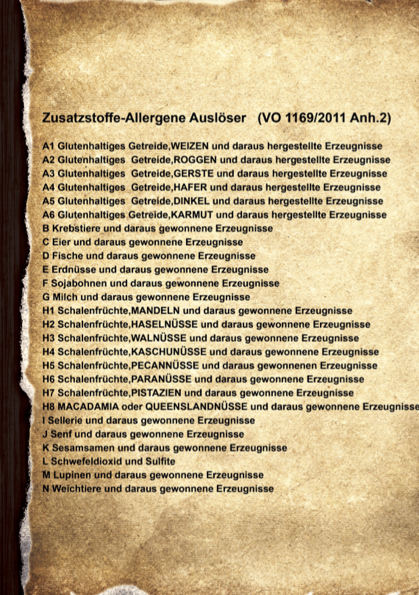 Zusatzstoffe-Allergene Auslöser (VO 1169/2011 Anh.2)
A1 Glutenhaltiges Getreide,WEIZEN und daraus hergestellte Erzeugnisse
A2 Glutenhaltiges Getreide,ROGGEN und daraus hergestellte Erzeugnisse
A3 Glutenhaltiges Getreide,GERSTE und daraus hergestellte Erzeugnisse
A4 Glutenhaltiges Getreide,HAFER und daraus hergestellte Erzeugnisse
A5 Glutenhaltiges Getreide,DINKEL und daraus hergestellte Erzeugnisse
A6 Glutenhaltiges Getreide,KARMUT und daraus hergestellte Erzeugnisse
B Krebstiere und daraus gewonnene Erzeugnisse
C Eier und daraus gewonnene Erzeugnisse
D Fische und daraus gewonnene Erzeugnisse
E Erdnüsse und daraus gewonnene Erzeugnisse
F Sojabohnen und daraus gewonnene Erzeugnisse
G Milch und daraus gewonnene Erzeugnisse
H1 Schalenfrüchte,MANDELN und daraus gewonnene Erzeugnisse
H2 Schalenfrüchte,HASELNÜSSE und daraus gewonnene Erzeugnisse
H3 Schalenfrüchte,WALNÜSSE und daraus gewonnene Erzeugnisse
H4 Schalenfrüchte,KASCHUNÜSSE und daraus gewonnene Erzeugnisse
H5 Schalenfrüchte,PECANNÜSSE und daraus gewonnenen Erzeugnisse
H6 Schalenfrüchte,PARANÜSSE und daraus gewonnene Erzeugnisse
H7 Schalenfrüchte,PISTAZIEN und daraus gewonnene Erzeugnisse
H8 MACADAMIA oder QUEENSLANDNÜSSE und daraus gewonnene Erzeugnisse
I Sellerie und daraus gewonnene Erzeugnisse
J Senf und daraus gewonnene Erzeugnisse
K Sesamsamen und daraus gewonnene Erzeugnisse
L Schwefeldioxid und Sulfite
M Lupinen und daraus gewonnene Erzeugnisse
N Weichtiere und daraus gewonnene Erzeugnisse